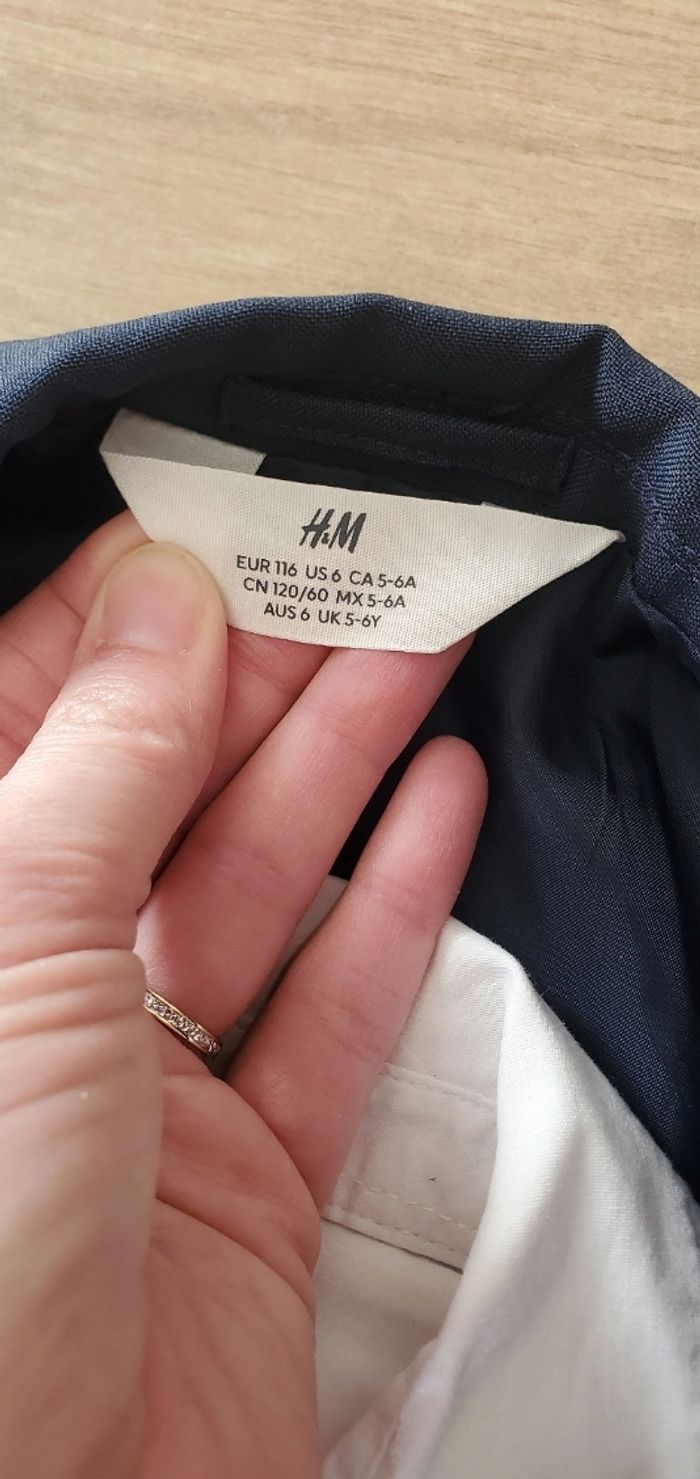 H&M
EUR 116 US 6 CA 5-6A
CN 120/60 MX 5-6A
AUS 6 UK 5-6Y